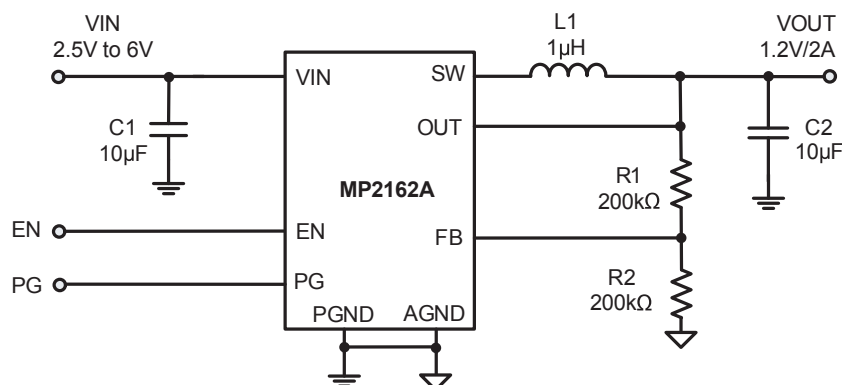 VIN
2.5V to 6V
C1
10µF
EN
PG
VIN
SW
OUT
MP2162A
EN
FB
PG
PGND
AGND
L1
1µH
VOUT
1.2V/2A
C2
10µF
R1
200kΩ
R2
200kΩ